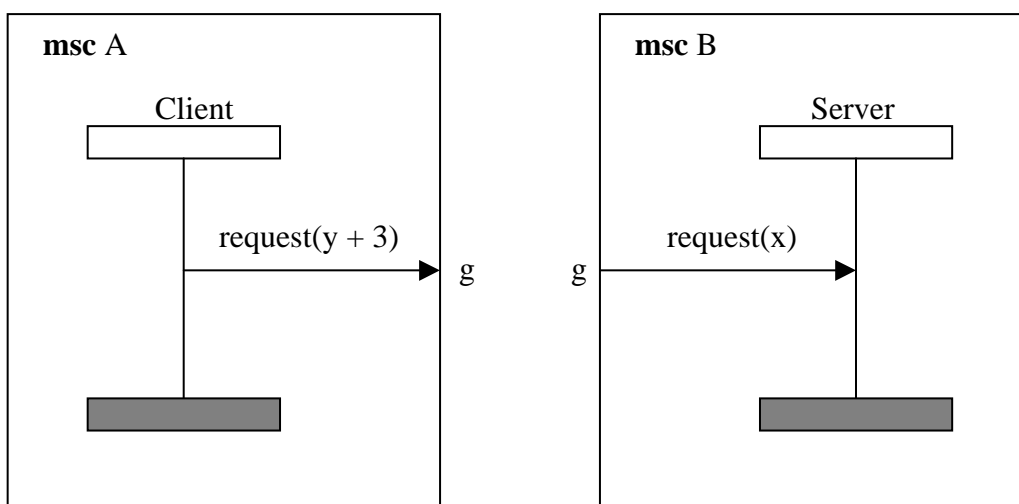 msc A
Client
request(y + 3)
g
msc B
Server
request(x)
g